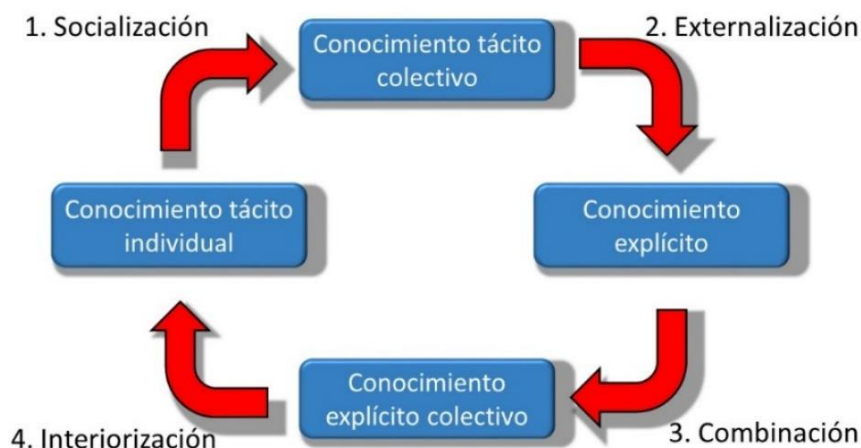 1. Socialización
Conocimiento tácito
colectivo
2. Externalización
Conocimiento tácito
individual
Conocimiento
explícito
Conocimiento
explícito colectivo
4. Interiorización
3. Combinación